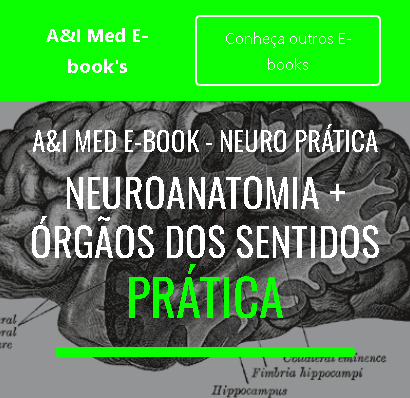 A&I Med E-
book's
Conheça outros E-
books
A&I MED E-BOOK - NEURO PRÁTICA
NEUROANATOMIA +
ÓRGÃOS DOS SENTIDOS
PRÁTICA
Collateral eminence
Fimbria hippocampi
Hippocampus